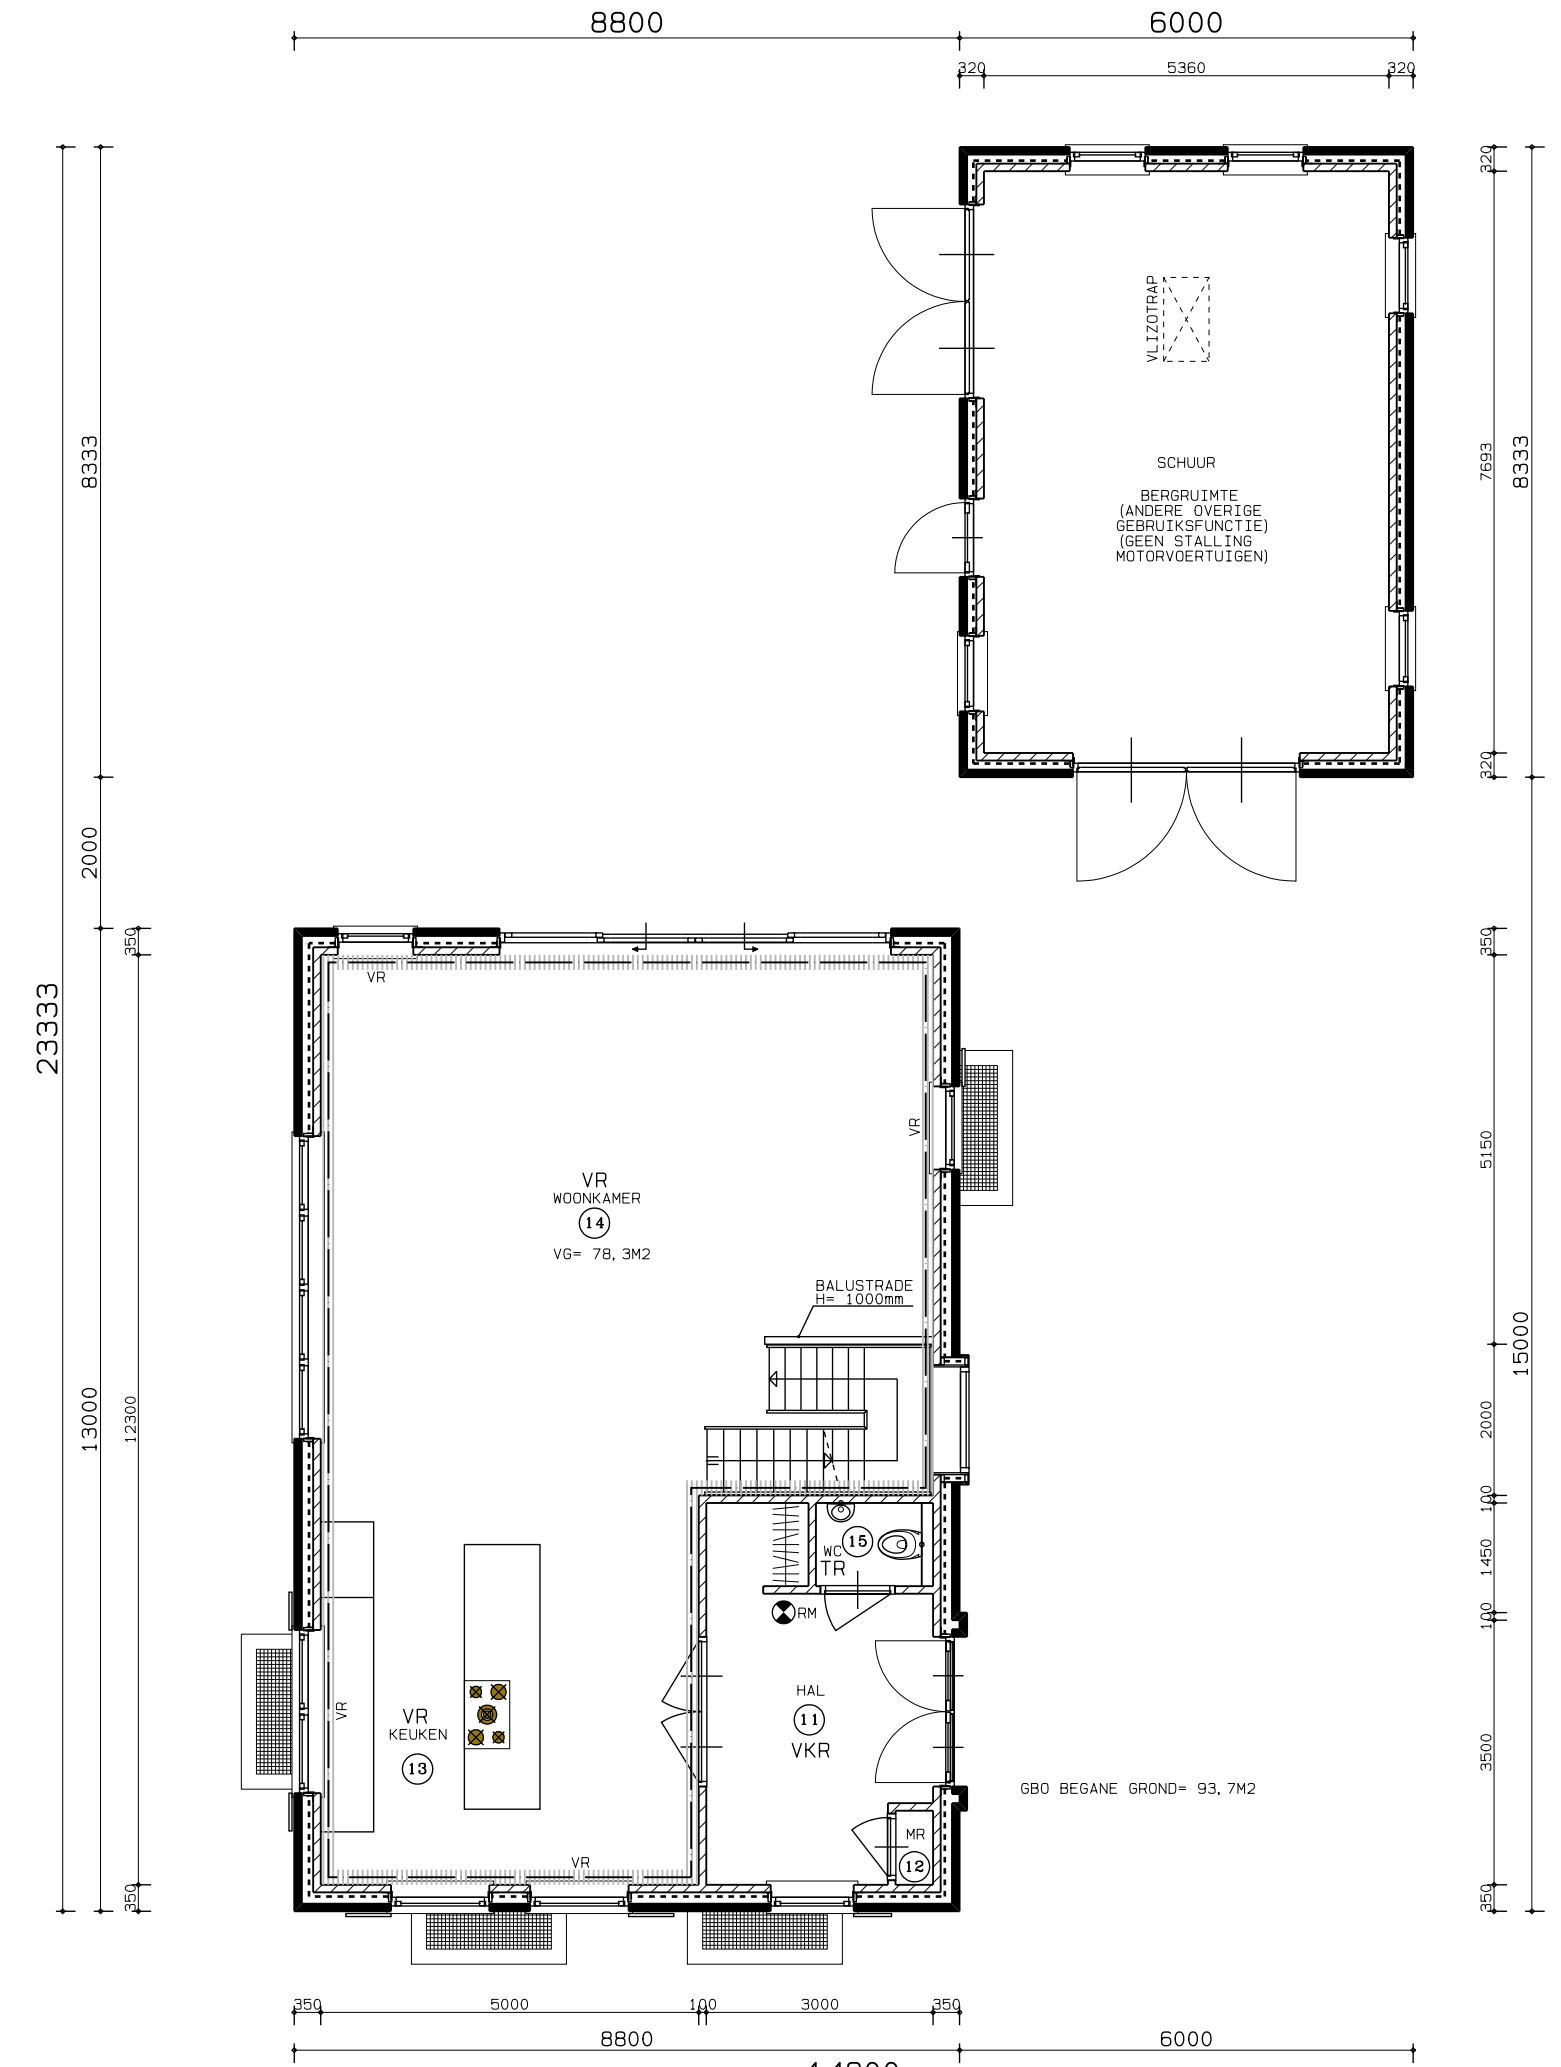 8800
6000
320
5360
320
320
7693
320
8333
8333
2000
13000
23333
VLIZOTRAP
SCHUUR
BERGRUIMTE
(ANDERE OVERIGE
GEBRUIKSFUNCTIE)
(GEEN STALLING
MOTORVOERTUIGEN)
350
12300
350
VR
VR
VR
WOONKAMER
14
VG= 78,3M2
BALUSTRADE
H= 1000mm
15
WC
TR
RM
HAL
11
VKR
VR
VR
KEUKEN
13
MR
12
VR
GBO BEGANE GROND= 93,7M2
350
5150
2000
100
1450
100
3500
350
15000
350
5000
100
3000
350
8800
6000